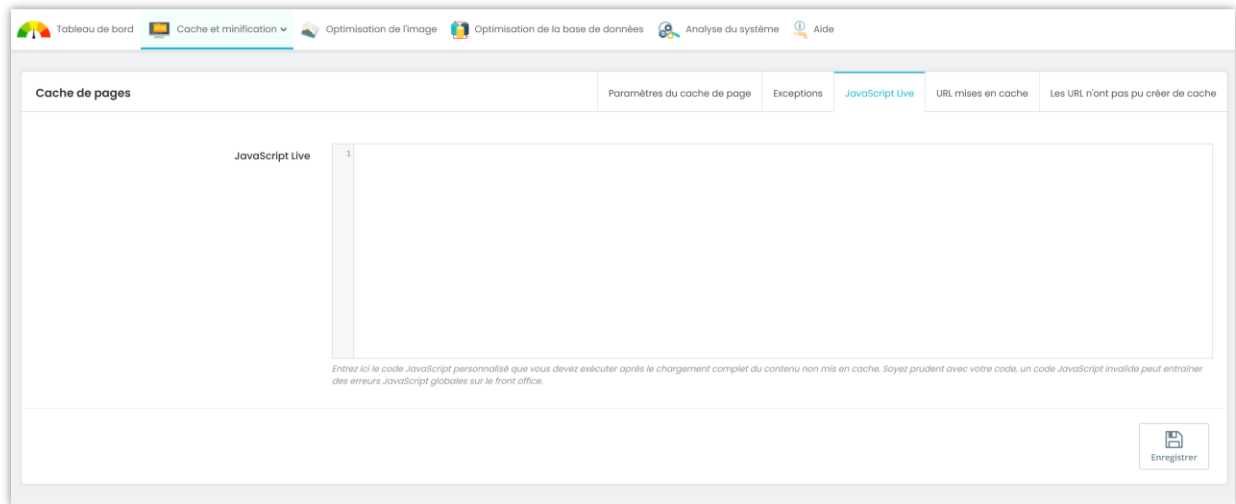 Tableau de bord Cache et minification Optimisation de l'image Optimisation de la base de données Analyse du système Aide
Cache de pages Paramètres du cache de page Exceptions JavaScript Live URL mises en cache Les URL n'ont pas pu créer de cache
JavaScript Live 1
Entrez ici le code JavaScript personnalisé que vous devez exécuter après le chargement complet du contenu non mis en cache. Soyez prudent avec votre code, un code JavaScript invalide peut entraîner
des erreurs JavaScript globales sur le front office.
Enregistrer